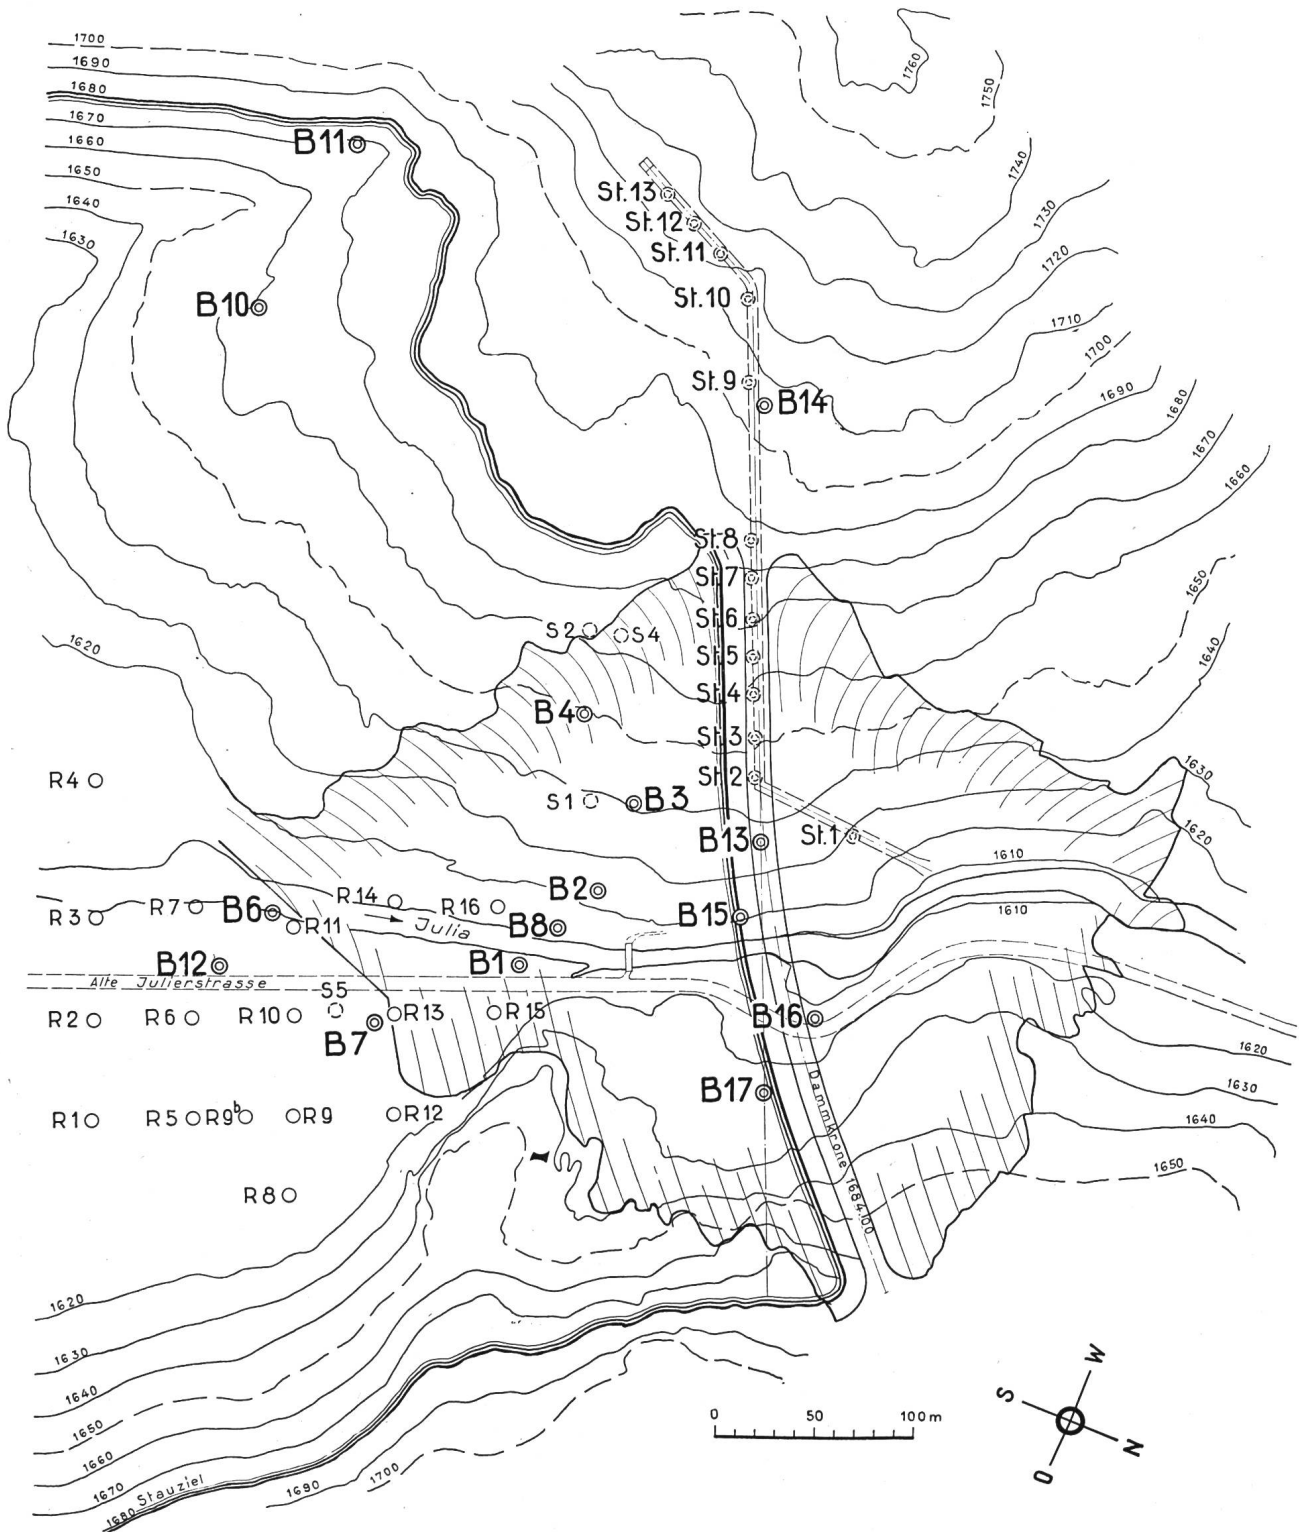 1700
1690
1680
1670
1660
1650
1640
1630
1760
1750
1740
1730
1720
1710
1700
1690
1680
1670
1660
1650
1640
1630
1620
B11
B10
St.13
St.12
St.11
St.10
St.9
B14
St.8
St.7
St.6
St.5
St.4
St.3
St.2
St.1
1620
S2
S4
B4
R4
S1
B3
B13
1610
1610
R3
R7
B6
R11
R14
R16
Julia
B2
B8
B15
B12
B1
Alte Julierstrasse
S5
R2
R6
R10
B7
R13
R15
B16
B17
R1
R5
R9b
R9
R12
R8
Dammkrone 1684.00
1620
1630
1640
1650
1620
1630
1640
1650
1660
1670
1680
Stauziel
1690
1700
0 50 100 m
S W
O N